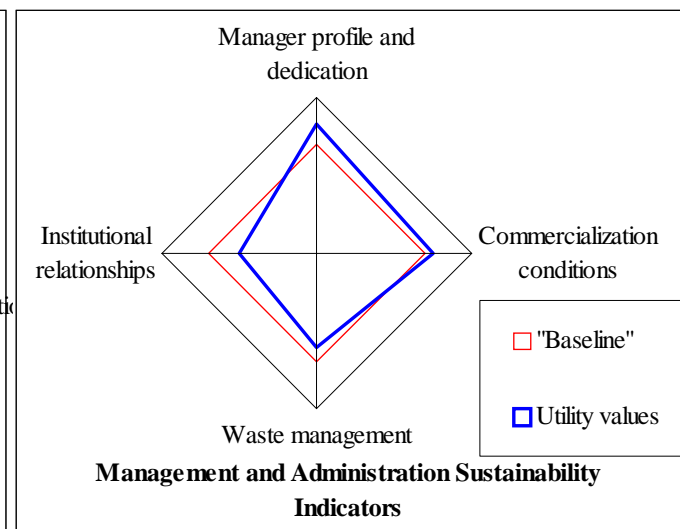 Manager profile and
dedication
Institutional
relationships
Commercialization
conditions
"Baseline"
Utility values
Waste management
Management and Administration Sustainability
Indicators